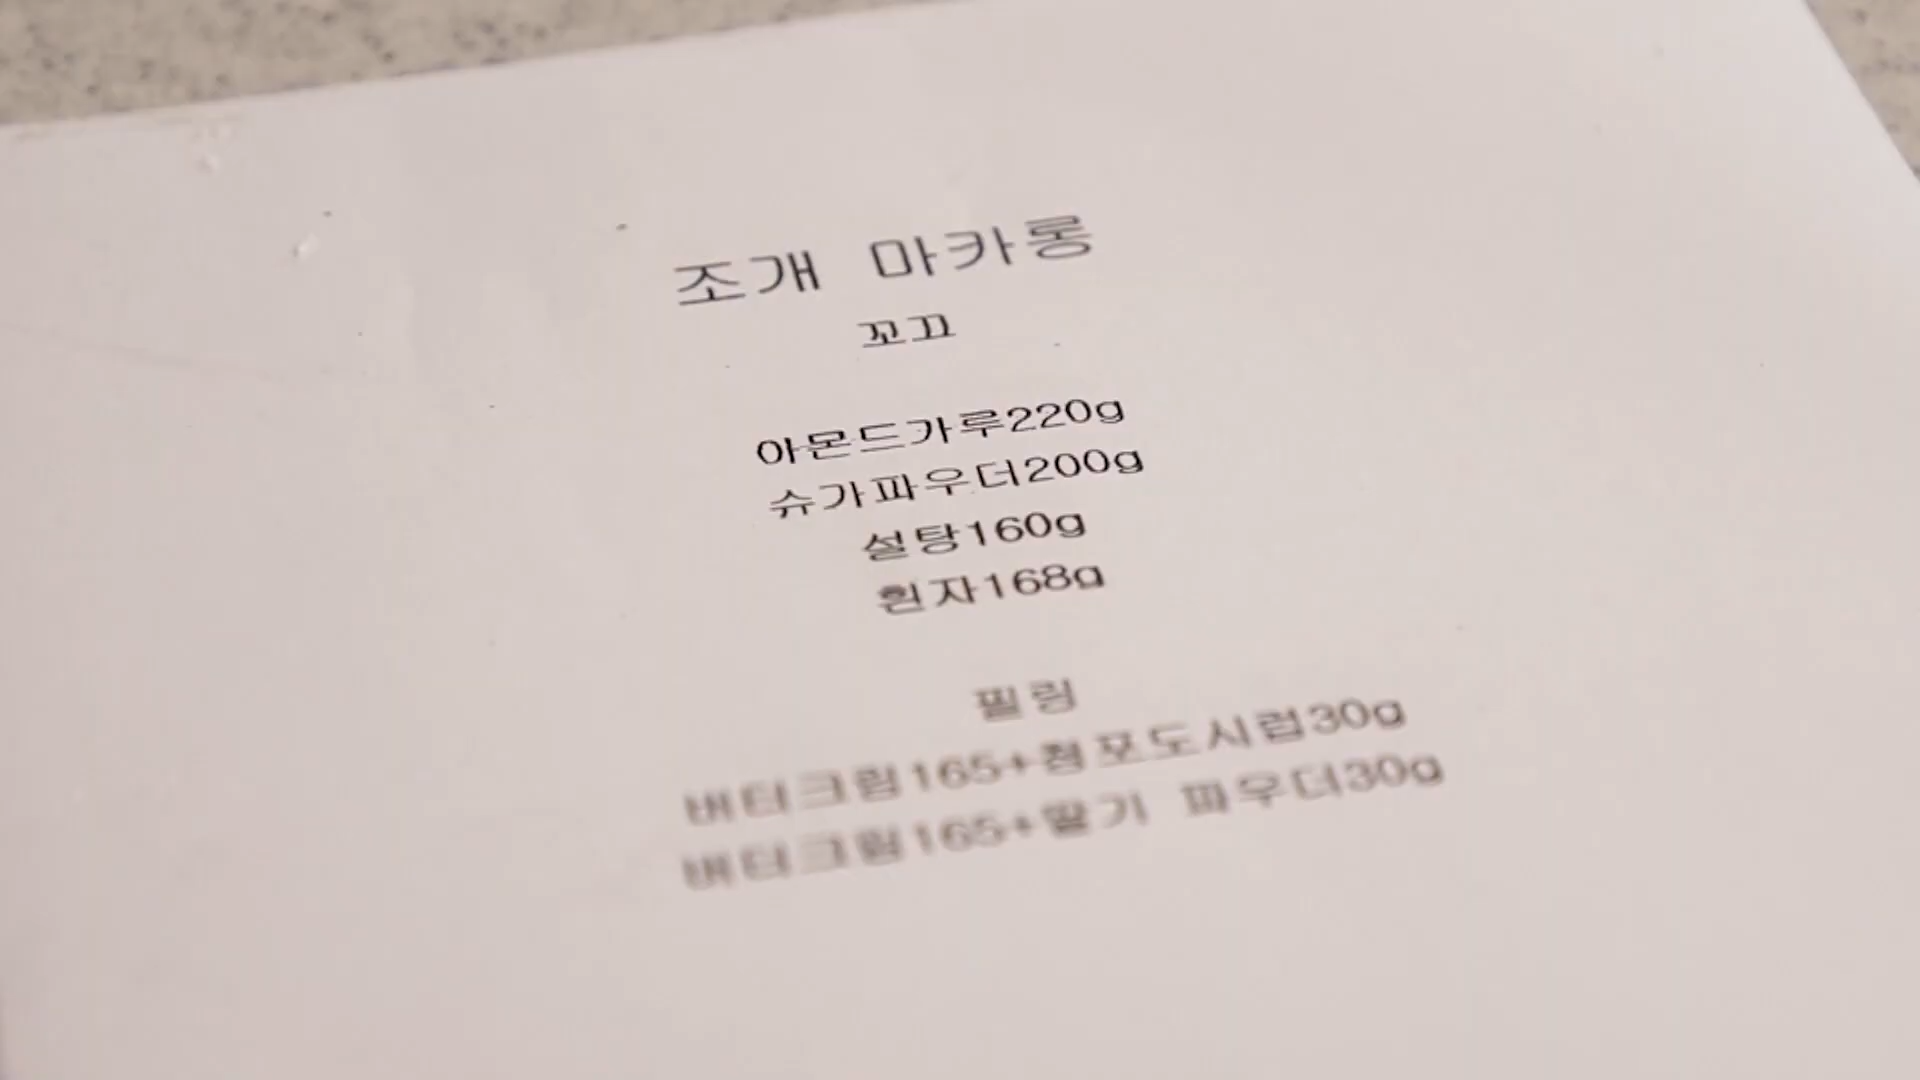 조개 마카롱
꼬끄
아몬드가루220g
슈가파우더200g
설탕160g
흰자168g
필링
버터크림165+청포도시럽30g
버터크림165+딸기 파우더30g